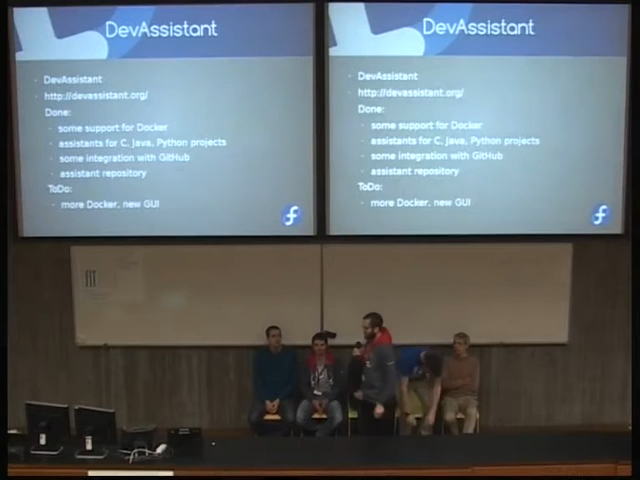 DevAssistant
DevAssistant
http://devassistant.org/
Done:
some support for Docker
assistants for C, Java, Python projects
some integration with GitHub
assistant repository
ToDo:
more Docker, new GUI
DevAssistant
DevAssistant
http://devassistant.org/
Done:
some support for Docker
assistants for C, Java, Python projects
some integration with GitHub
assistant repository
ToDo:
more Docker, new GUI